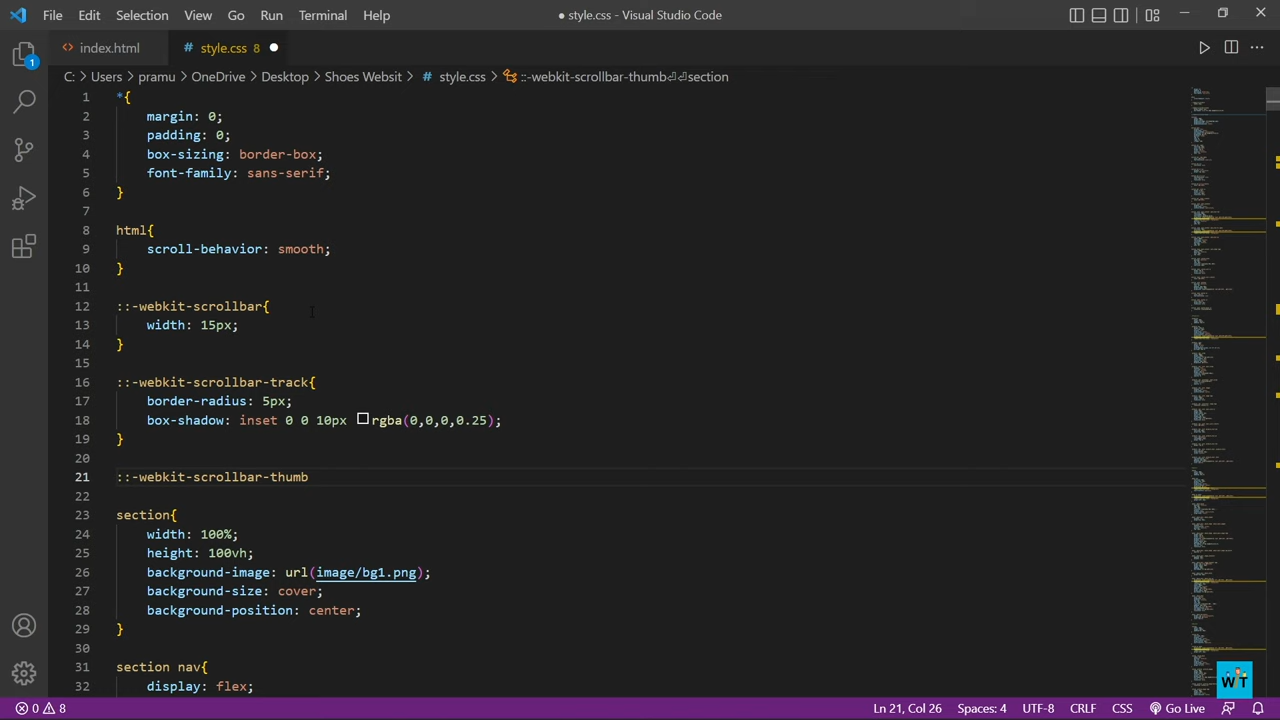 File Edit Selection View Go Run Terminal Help ● style.css - Visual Studio Code
index.html style.css 8
C: > Users > pramu > OneDrive > Desktop > Shoes Websit > style.css > ::-webkit-scrollbar-thumb⏎⏎section
1
1 *{
2 margin: 0;
3 padding: 0;
4 box-sizing: border-box;
5 font-family: sans-serif;
6 }
7
8 html{
9 scroll-behavior: smooth;
10 }
11
12 ::-webkit-scrollbar{
13 width: 15px;
14 }
15
16 ::-webkit-scrollbar-track{
17 border-radius: 5px;
18 box-shadow: inset 0 0 10px rgba(0,0,0,0.25);
19 }
20
21 ::-webkit-scrollbar-thumb
22
23 section{
24 width: 100%;
25 height: 100vh;
26 background-image: url(image/bg1.png);
27 background-size: cover;
28 background-position: center;
29 }
30
31 section nav{
32 display: flex;
WT
0 8 Ln 21, Col 26 Spaces: 4 UTF-8 CRLF CSS Go Live